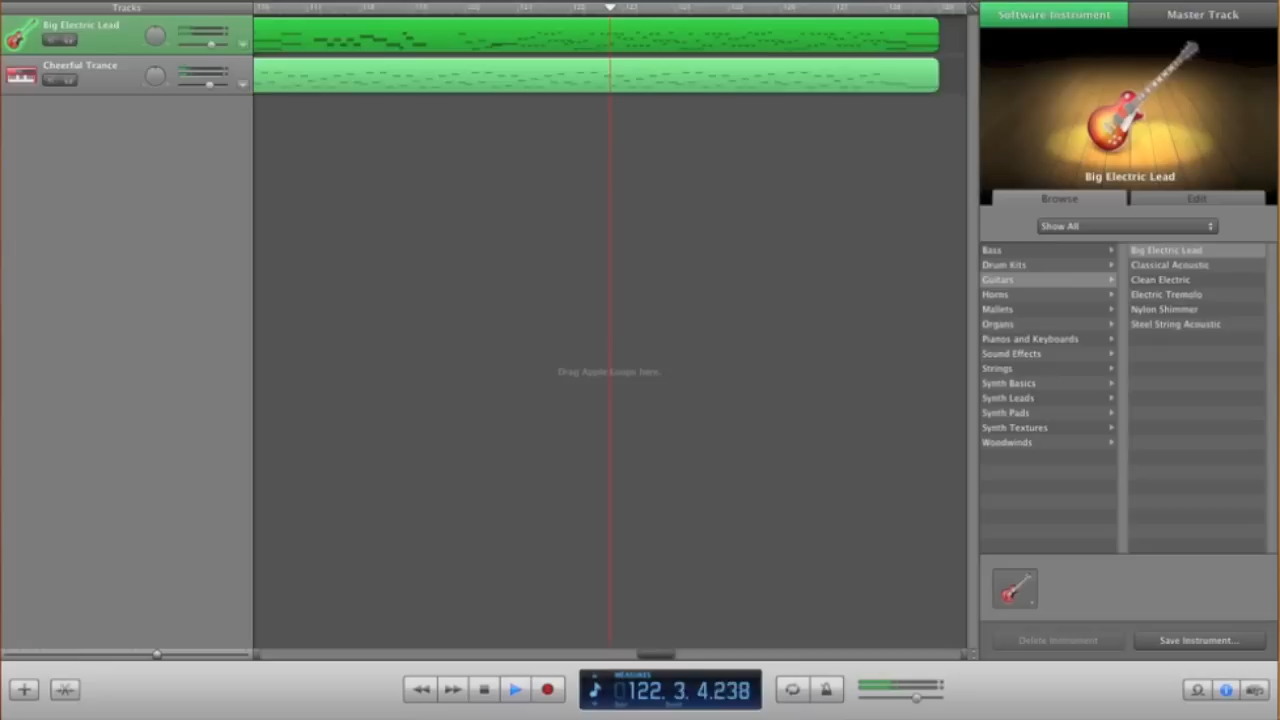 Tracks
Software Instrument
Master Track
Big Electric Lead
Cheerful Trance
Big Electric Lead
Browse
Edit
Show All
Bass
Drum Kits
Guitars
Horns
Mallets
Organs
Pianos and Keyboards
Sound Effects
Strings
Synth Basics
Synth Leads
Synth Pads
Synth Textures
Woodwinds
Big Electric Lead
Classical Acoustic
Clean Electric
Electric Tremolo
Nylon Shimmer
Steel String Acoustic
Drag Apple Loops here.
Delete Instrument
Save Instrument...
MEASURES
122. 3. 4.238